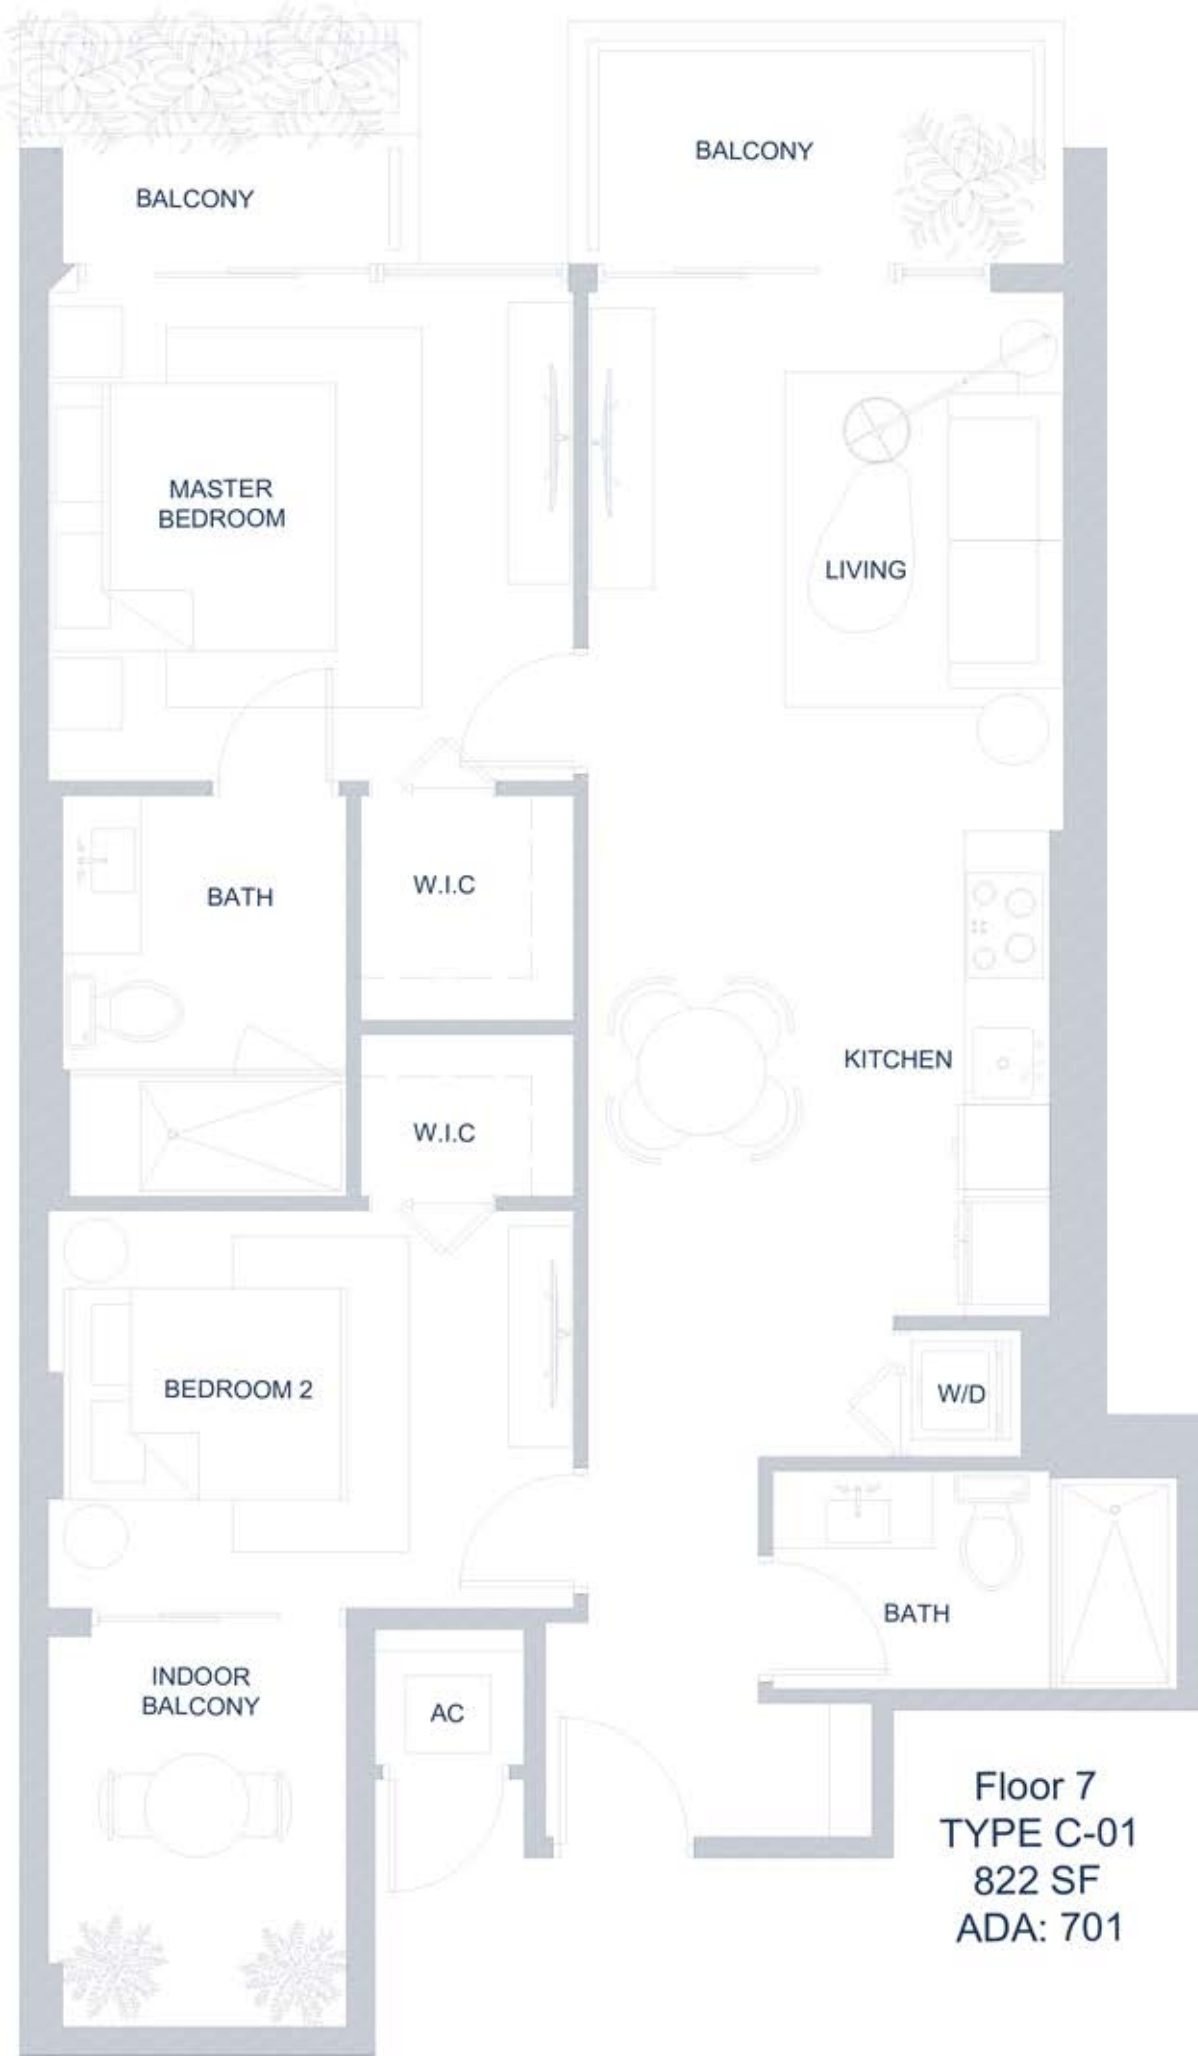 BALCONY
BALCONY
MASTER
BEDROOM
LIVING
BATH
W.I.C
KITCHEN
W.I.C
BEDROOM 2
W/D
BATH
INDOOR
BALCONY
AC
Floor 7
TYPE C-01
822 SF
ADA: 701